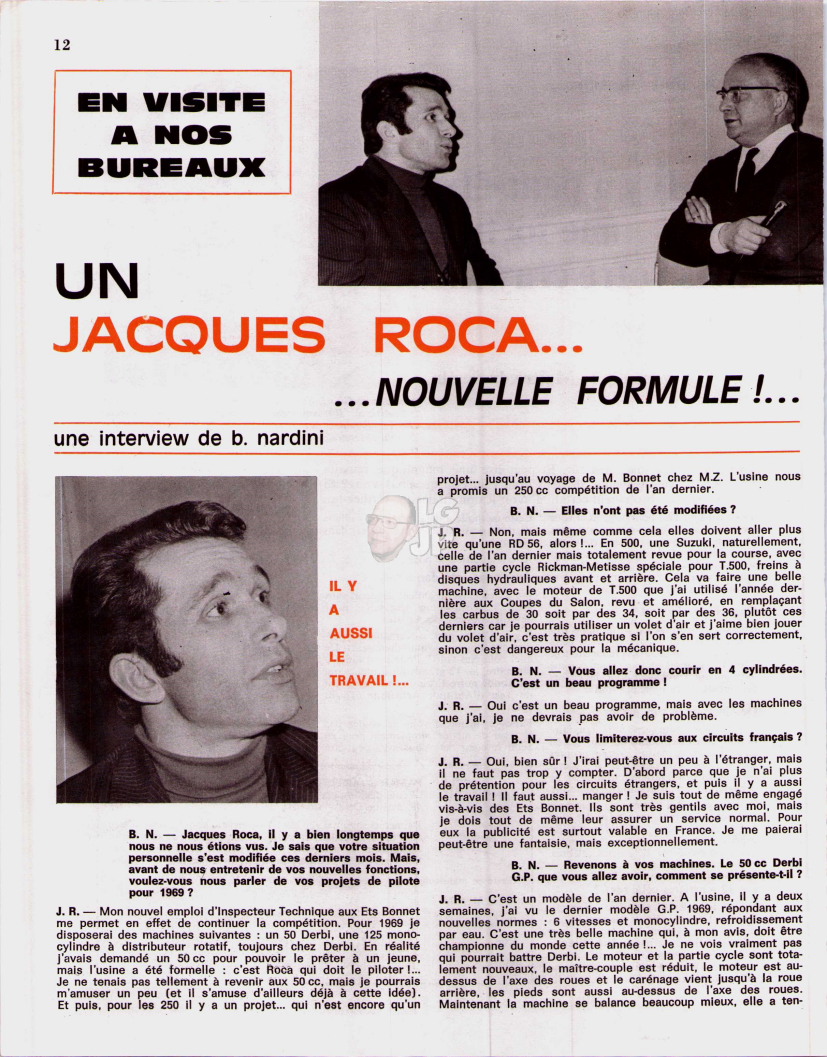 12
EN VISITE
A NOS
BUREAUX
UN
JACQUES ROCA...
...NOUVELLE FORMULE !...
une interview de b. nardini
IL Y
A
AUSSI
LE
TRAVAIL !...
B. N. — Jacques Roca, il y a bien longtemps que
nous ne nous étions vus. Je sais que votre situation
personnelle s'est modifiée ces derniers mois. Mais,
avant de nous entretenir de vos nouvelles fonctions,
voulez-vous nous parler de vos projets de pilote
pour 1969 ?
J. R. — Mon nouvel emploi d'Inspecteur Technique aux Ets Bonnet
me permet en effet de continuer la compétition. Pour 1969 je
disposerai des machines suivantes : un 50 Derbi, une 125 mono-
cylindre à distributeur rotatif, toujours chez Derbi. En réalité
j'avais demandé un 50 cc pour pouvoir le prêter à un jeune,
mais l'usine a été formelle : c'est Roca qui doit le piloter !...
Je ne tenais pas tellement à revenir aux 50 cc, mais je pourrais
m'amuser un peu (et il s'amuse d'ailleurs déjà à cette idée).
Et puis, pour les 250 il y a un projet... qui n'est encore qu'un
projet... jusqu'au voyage de M. Bonnet chez M.Z. L'usine nous
a promis un 250 cc compétition de l'an dernier.
B. N. — Elles n'ont pas été modifiées ?
LG
JP
J. R. — Non, mais même comme cela elles doivent aller plus
vite qu'une RD 56, alors !... En 500, une Suzuki, naturellement,
celle de l'an dernier mais totalement revue pour la course, avec
une partie cycle Rickman-Metisse spéciale pour T.500, freins à
disques hydrauliques avant et arrière. Cela va faire une belle
machine, avec le moteur de T.500 que j'ai utilisé l'année der-
nière aux Coupes du Salon, revu et amélioré, en remplaçant
les carbus de 30 soit par des 34, soit par des 36, plutôt ces
derniers car je pourrais utiliser un volet d'air et j'aime bien jouer
du volet d'air, c'est très pratique si l'on s'en sert correctement,
sinon c'est dangereux pour la mécanique.
B. N. — Vous allez donc courir en 4 cylindrées.
C'est un beau programme !
J. R. — Oui c'est un beau programme, mais avec les machines
que j'ai, je ne devrais pas avoir de problème.
B. N. — Vous limiterez-vous aux circuits français ?
J. R. — Oui, bien sûr ! J'irai peut-être un peu à l'étranger, mais
il ne faut pas trop y compter. D'abord parce que je n'ai plus
de prétention pour les circuits étrangers, et puis il y a aussi
le travail ! Il faut aussi... manger ! Je suis tout de même engagé
vis-à-vis des Ets Bonnet. Ils sont très gentils avec moi, mais
je dois tout de même leur assurer un service normal. Pour
eux la publicité est surtout valable en France. Je me paierai
peut-être une fantaisie, mais exceptionnellement.
B. N. — Revenons à vos machines. Le 50 cc Derbi
G.P. que vous allez avoir, comment se présente-t-il ?
J. R. — C'est un modèle de l'an dernier. A l'usine, il y a deux
semaines, j'ai vu le dernier modèle G.P. 1969, répondant aux
nouvelles normes : 6 vitesses et monocylindre, refroidissement
par eau. C'est une très belle machine qui, à mon avis, doit être
championne du monde cette année !... Je ne vois vraiment pas
qui pourrait battre Derbi. Le moteur et la partie cycle sont tota-
lement nouveaux, le maître-couple est réduit, le moteur est au-
dessus de l'axe des roues et le carénage vient jusqu'à la roue
arrière, les pieds sont aussi au-dessus de l'axe des roues.
Maintenant la machine se balance beaucoup mieux, elle a ten-